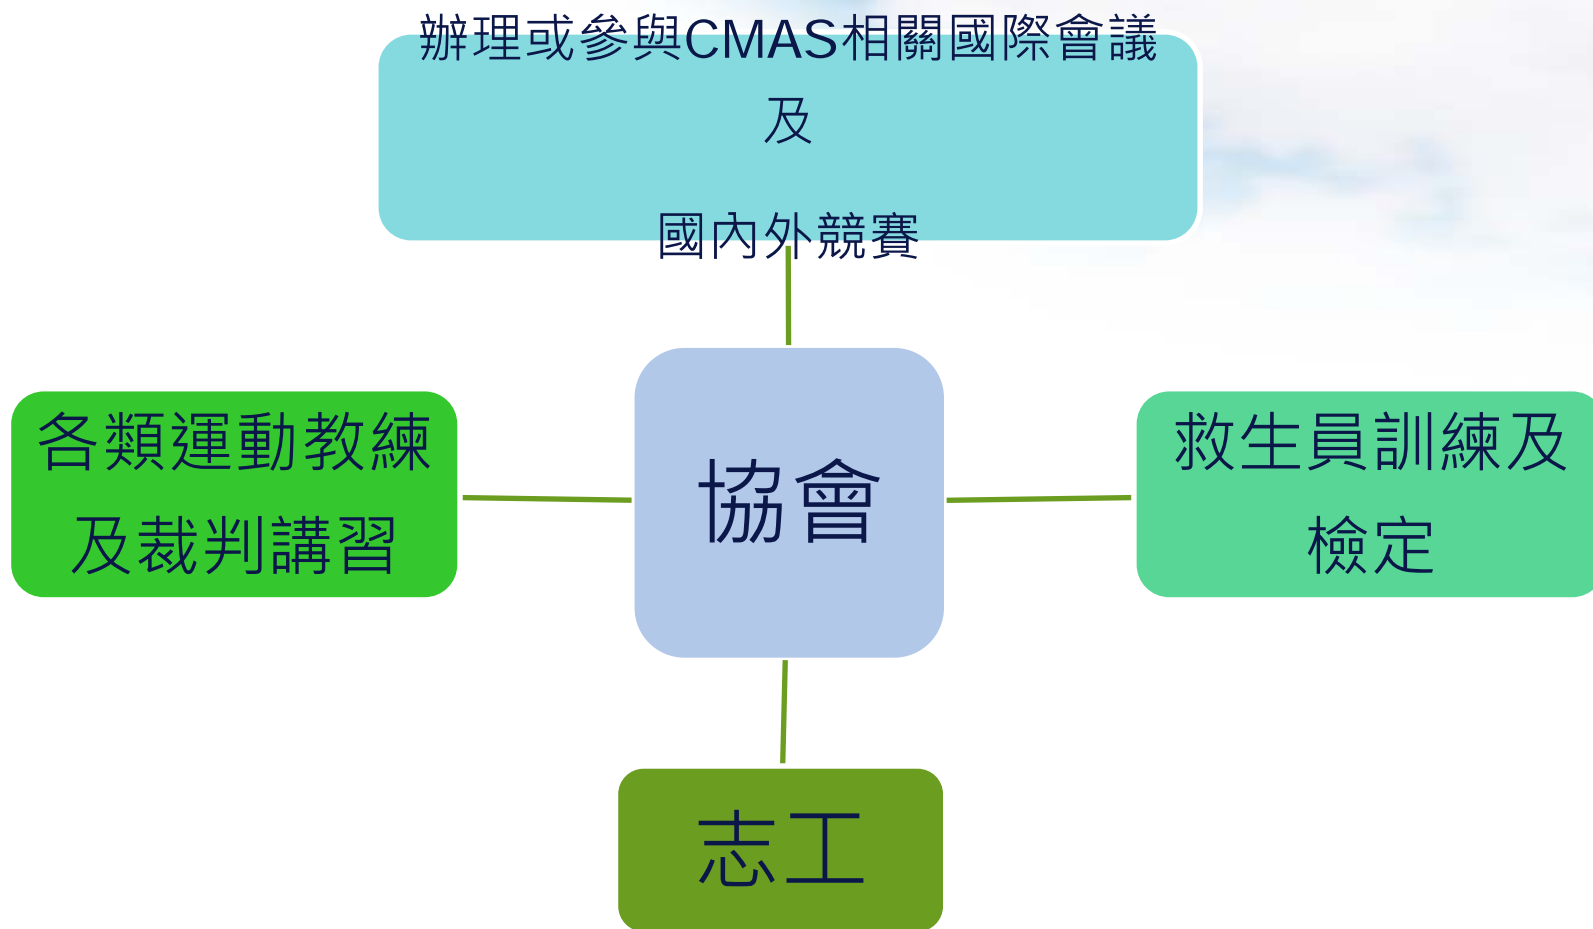 辦理或參與CMAS相關國際會議
及
國內外競賽
各類運動教練
及裁判講習
協會
救生員訓練及
檢定
志工